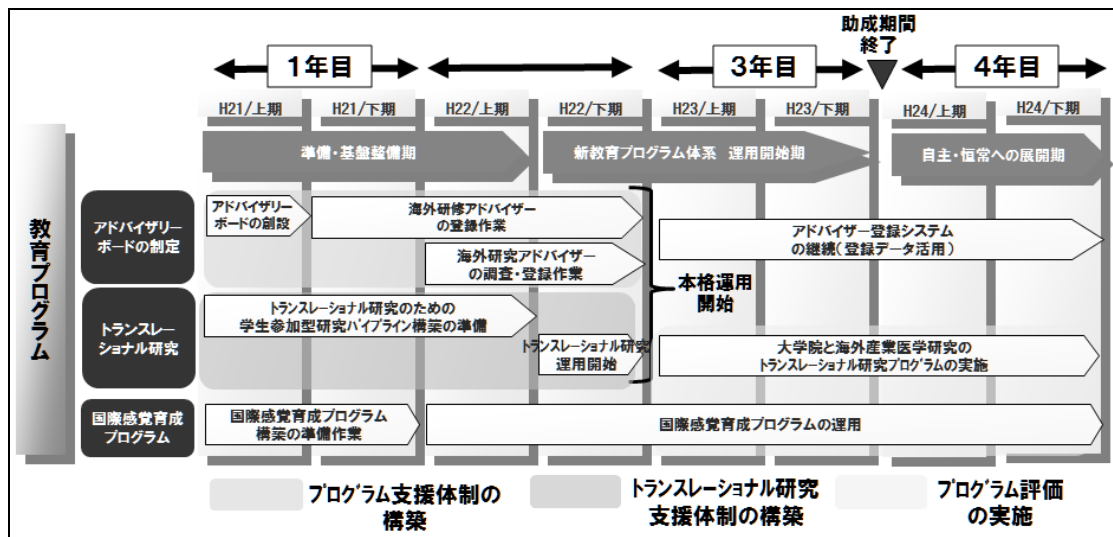 助成期間
終了
1年目
3年目
4年目
H21/上期
H21/下期
H22/上期
H22/下期
H23/上期
H23/下期
H24/上期
H24/下期
準備・基盤整備期
新教育プログラム体系 運用開始期
自主・恒常への展開期
教育プログラム
アドバイザリー
ボードの制定
アドバイザリー
ボードの創設
海外研修アドバイザー
の登録作業
海外研究アドバイザー
の調査・登録作業
アドバイザー登録システム
の継続(登録データ活用)
本格運用
開始
トランスレー
ショナル研究
トランスレーショナル研究のための
学生参加型研究パイプライン構築の準備
トランスレーショナル研究
運用開始
大学院と海外産業医学研究の
トランスレーショナル研究プログラムの実施
国際感覚育成
プログラム
国際感覚育成プログラム
構築の準備作業
国際感覚育成プログラムの運用
プログラム支援体制の
構築
トランスレーショナル研究
支援体制の構築
プログラム評価
の実施